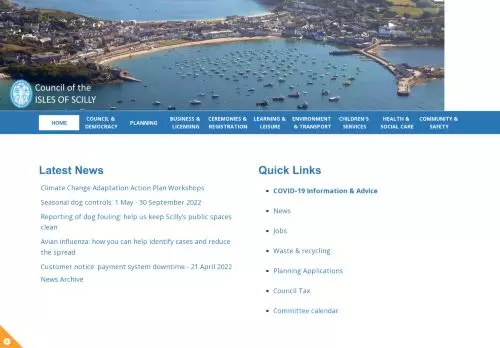 Council of the
ISLES OF SCILLY
HOME
COUNCIL &
DEMOCRACY
PLANNING
BUSINESS &
LICENSING
CEREMONIES &
REGISTRATION
LEARNING &
LEISURE
ENVIRONMENT
& TRANSPORT
CHILDREN'S
SERVICES
HEALTH &
SOCIAL CARE
COMMUNITY &
SAFETY
Latest News
Climate Change Adaptation Action Plan Workshops
Seasonal dog controls: 1 May - 30 September 2022
Reporting of dog fouling: help us keep Scilly's public spaces
clean
Avian influenza: how you can help identify cases and reduce
the spread
Customer notice: payment system downtime - 21 April 2022
News Archive
Quick Links
COVID-19 Information & Advice
News
Jobs
Waste & recycling
Planning Applications
Council Tax
Committee calendar